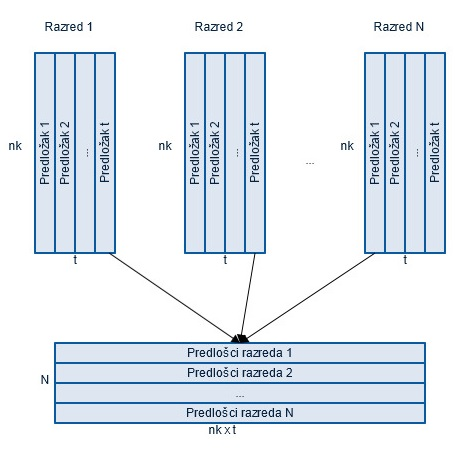 Razred 1
Razred 2
Razred N
nk
Predložak 1
Predložak 2
...
Predložak t
t
nk
Predložak 1
Predložak 2
...
Predložak t
t
...
nk
Predložak 1
Predložak 2
...
Predložak t
t
N
Predlošci razreda 1
Predlošci razreda 2
...
Predlošci razreda N
nk x t